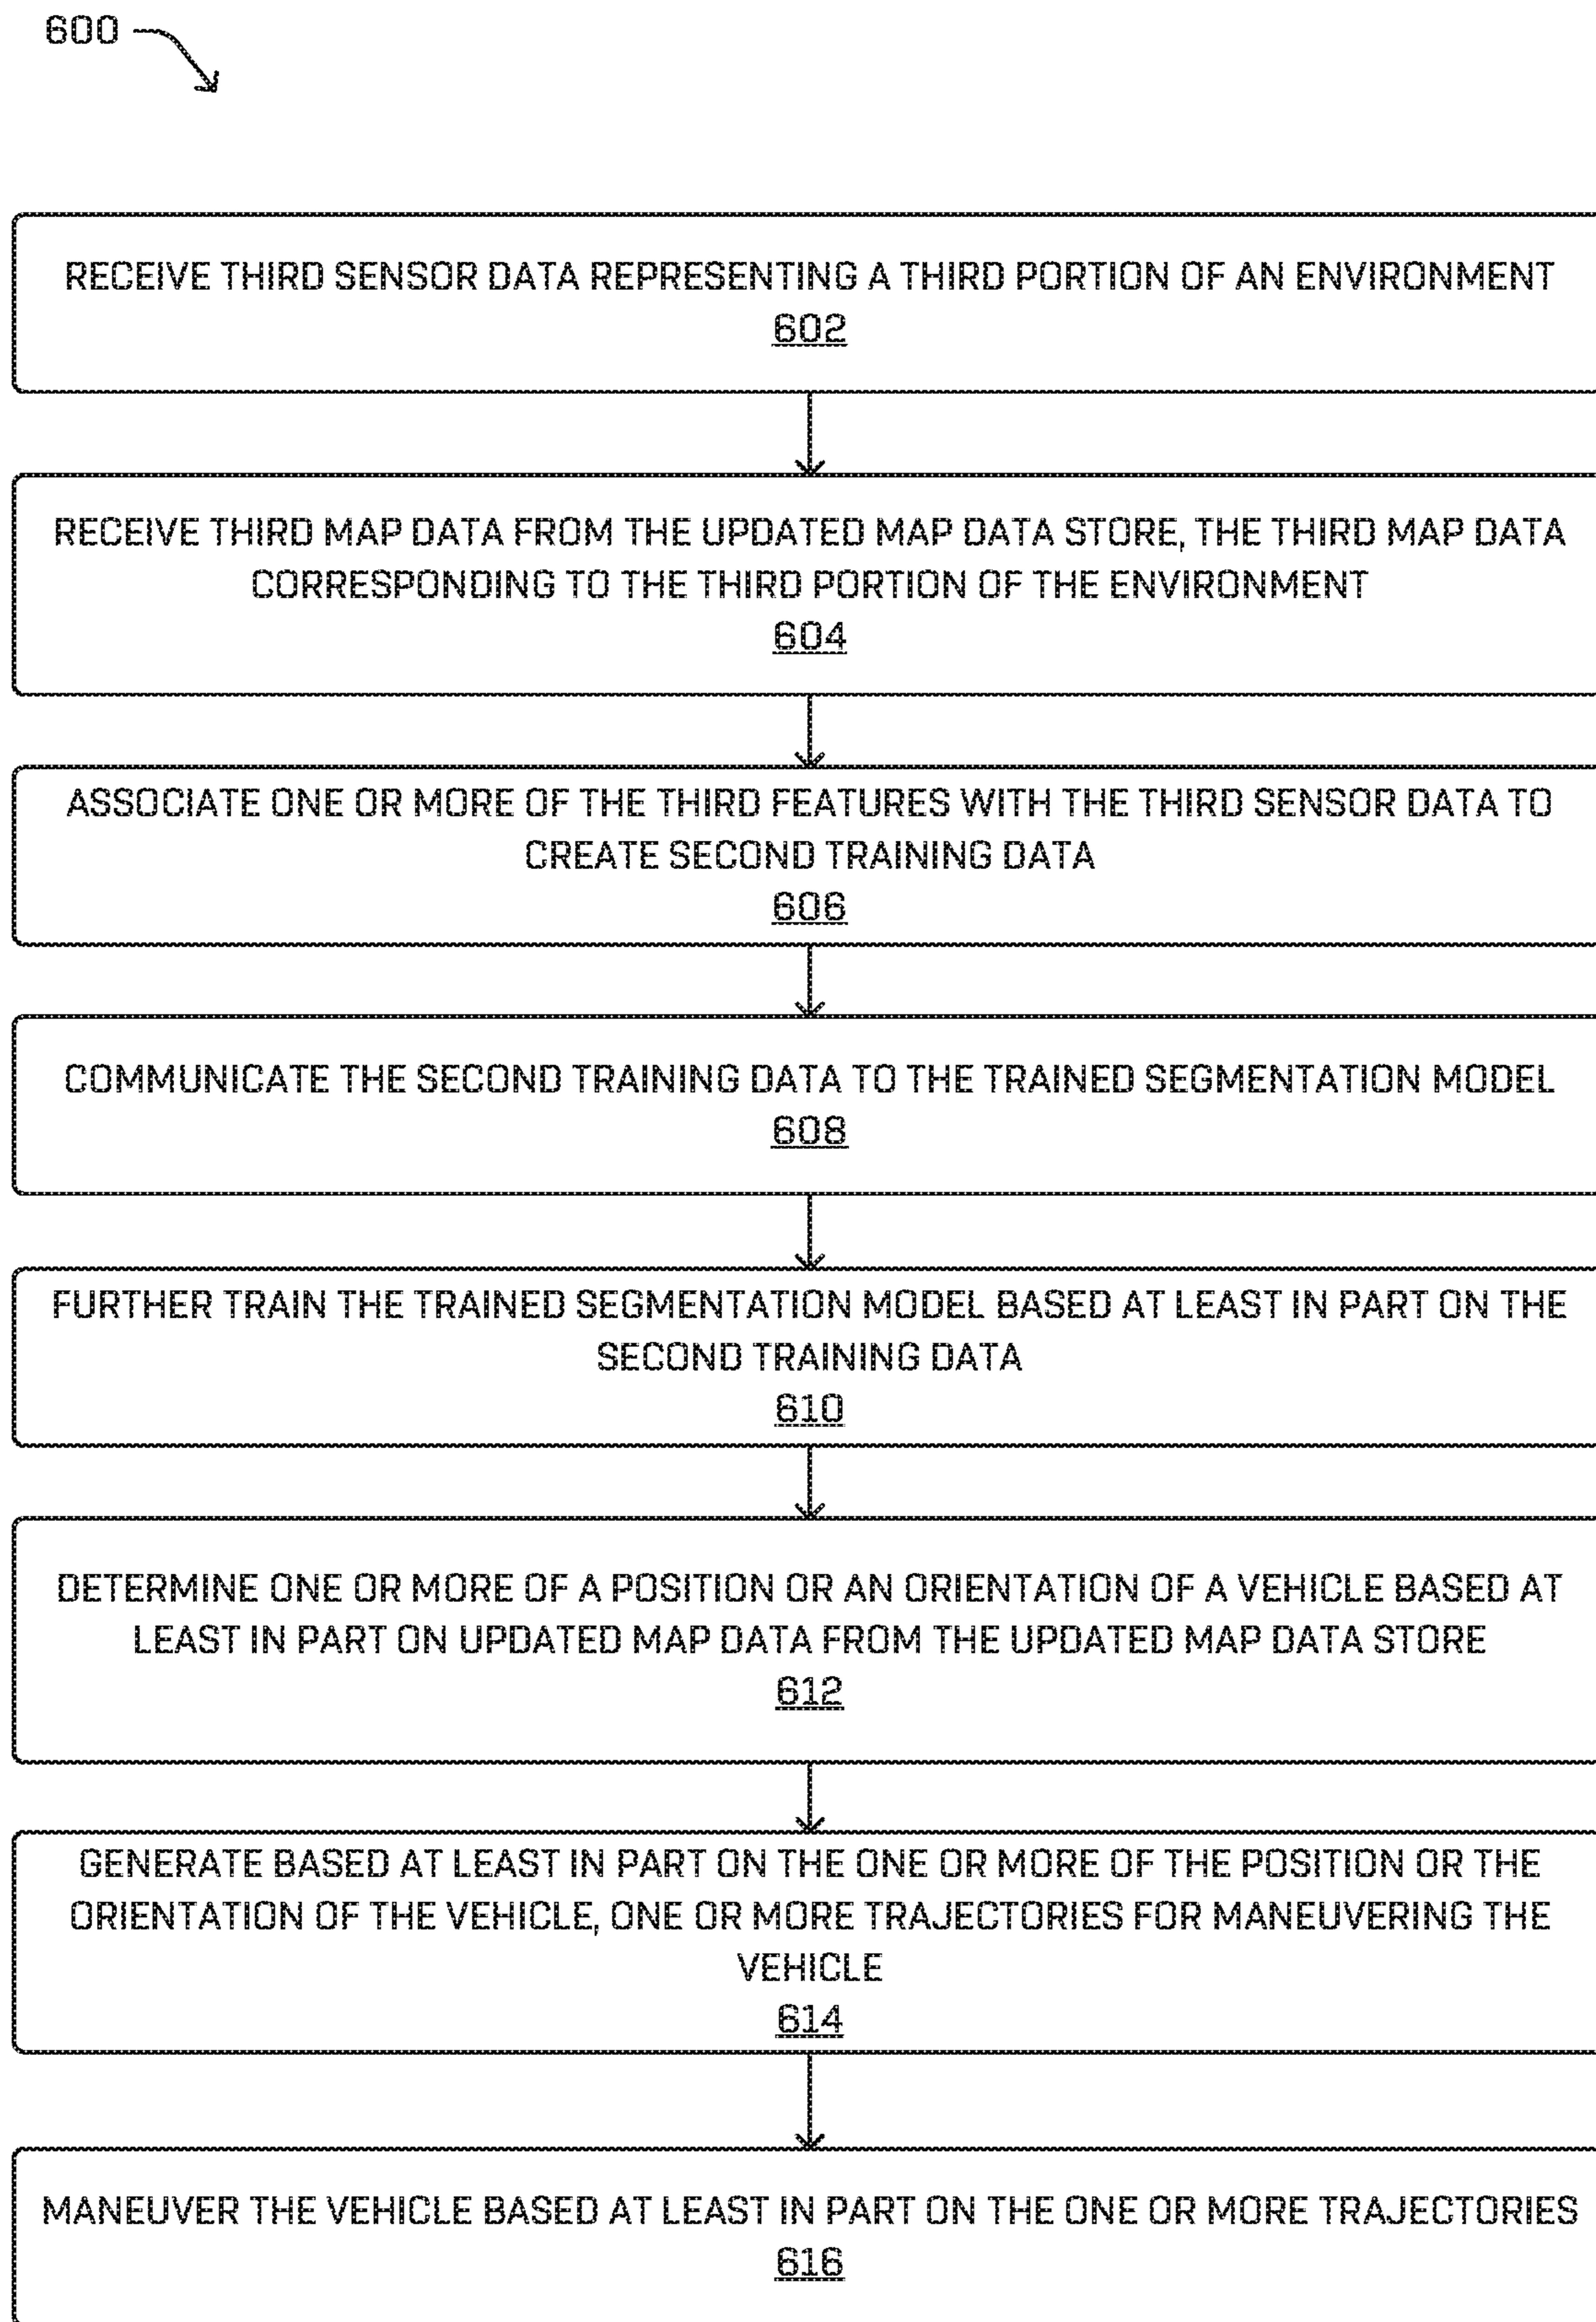 600
RECEIVE THIRD SENSOR DATA REPRESENTING A THIRD PORTION OF AN ENVIRONMENT
602
RECEIVE THIRD MAP DATA FROM THE UPDATED MAP DATA STORE, THE THIRD MAP DATA
CORRESPONDING TO THE THIRD PORTION OF THE ENVIRONMENT
604
ASSOCIATE ONE OR MORE OF THE THIRD FEATURES WITH THE THIRD SENSOR DATA TO
CREATE SECOND TRAINING DATA
606
COMMUNICATE THE SECOND TRAINING DATA TO THE TRAINED SEGMENTATION MODEL
608
FURTHER TRAIN THE TRAINED SEGMENTATION MODEL BASED AT LEAST IN PART ON THE
SECOND TRAINING DATA
610
DETERMINE ONE OR MORE OF A POSITION OR AN ORIENTATION OF A VEHICLE BASED AT
LEAST IN PART ON UPDATED MAP DATA FROM THE UPDATED MAP DATA STORE
612
GENERATE BASED AT LEAST IN PART ON THE ONE OR MORE OF THE POSITION OR THE
ORIENTATION OF THE VEHICLE, ONE OR MORE TRAJECTORIES FOR MANEUVERING THE
VEHICLE
614
MANEUVER THE VEHICLE BASED AT LEAST IN PART ON THE ONE OR MORE TRAJECTORIES
616